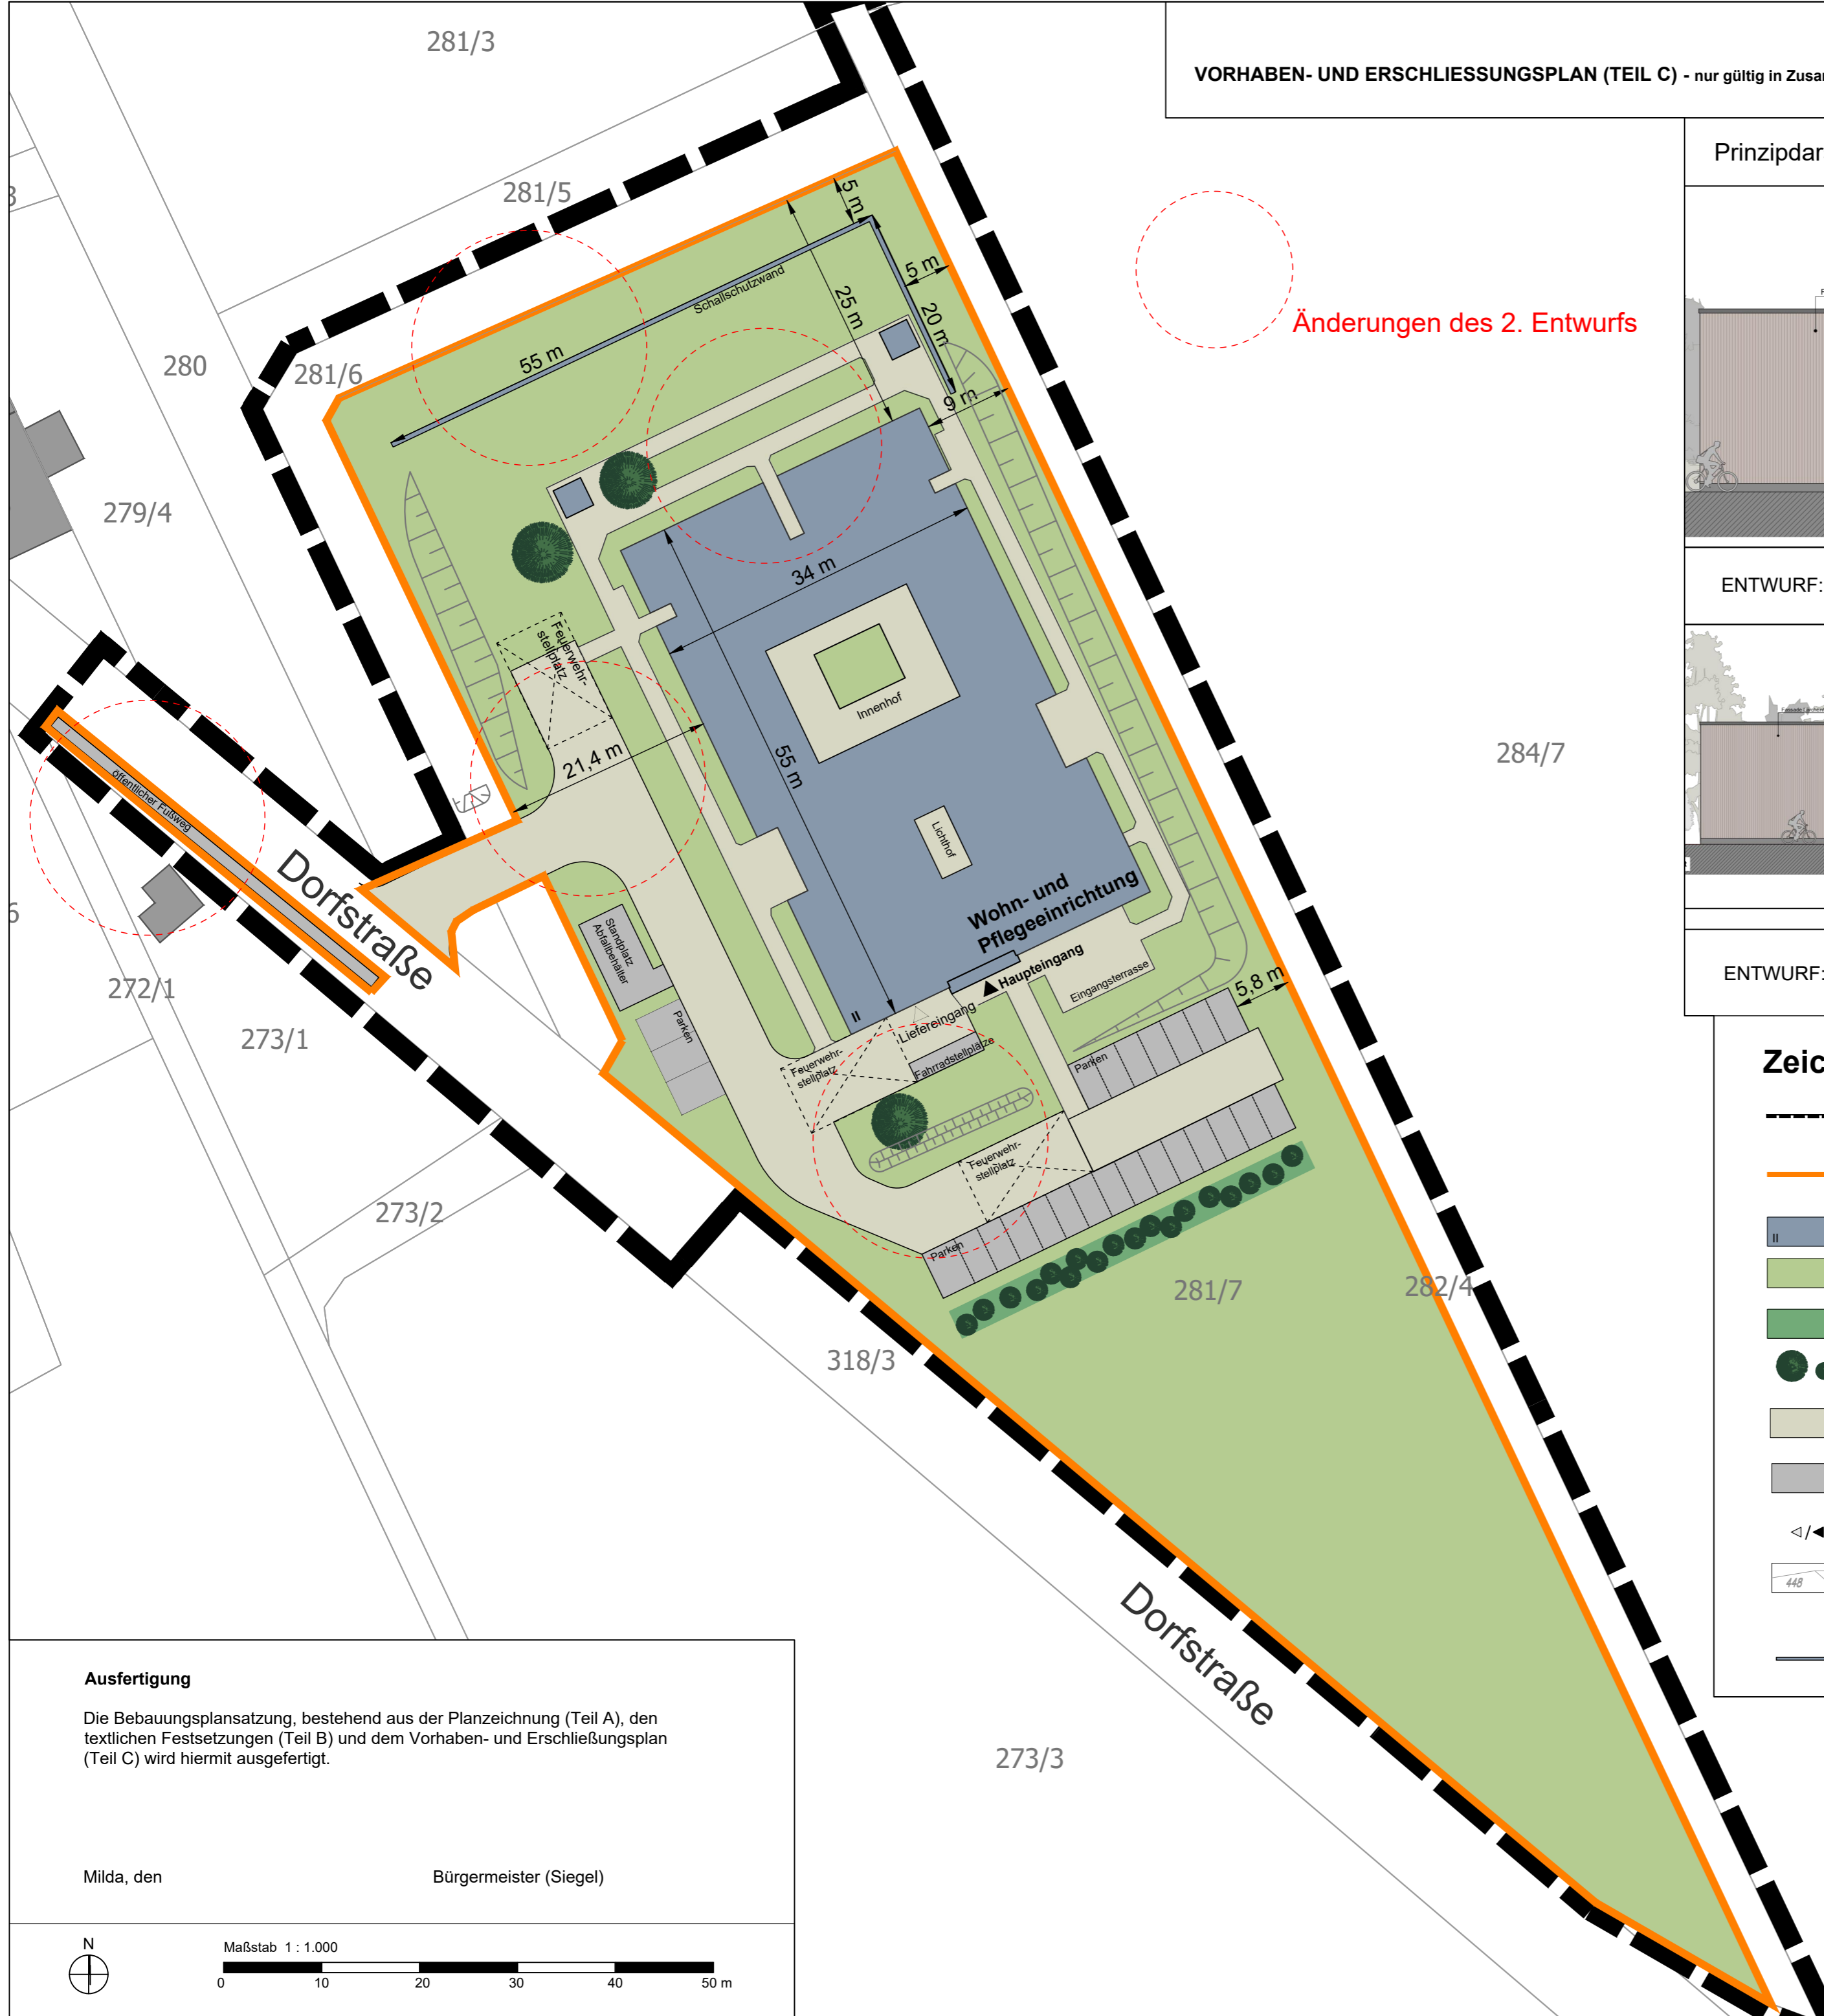 281/3
VORHABEN- UND ERSCHLIESSUNGSPLAN (TEIL C) - nur gültig in
Prinzipdar
281/5
5 m
Schallschutzwand
5 m
25 m
20 m
Änderungen des 2. Entwurfs
55 m
280
281/6
9 m
279/4
34 m
ENTWURF:
Feuerwehr-
stellplatz
Innenhof
21,4 m
55 m
284/7
öffentlicher Fußweg
Dorfstraße
Lichthof
Wohn- und
Pflegeeinrichtung
Standplatz
Abfallbehälter
Haupteingang
272/1
Eingangsterrasse
5,8 m
ENTWURF:
II
Liefereingang
Parken
273/1
Fahrradstellplätze
Feuerwehr-
stellplatz
Parken
Zeic
Feuerwehr-
stellplatz
273/2
II
Parken
281/7
282/4
318/3
448
Dorfstraße
273/3
Ausfertigung
Die Bebauungsplansatzung, bestehend aus der Planzeichnung (Teil A), den
textlichen Festsetzungen (Teil B) und dem Vorhaben- und Erschließungsplan
(Teil C) wird hiermit ausgefertigt.
Milda, den
Bürgermeister (Siegel)
N
Maßstab 1 : 1.000
0 10 20 30 40 50 m